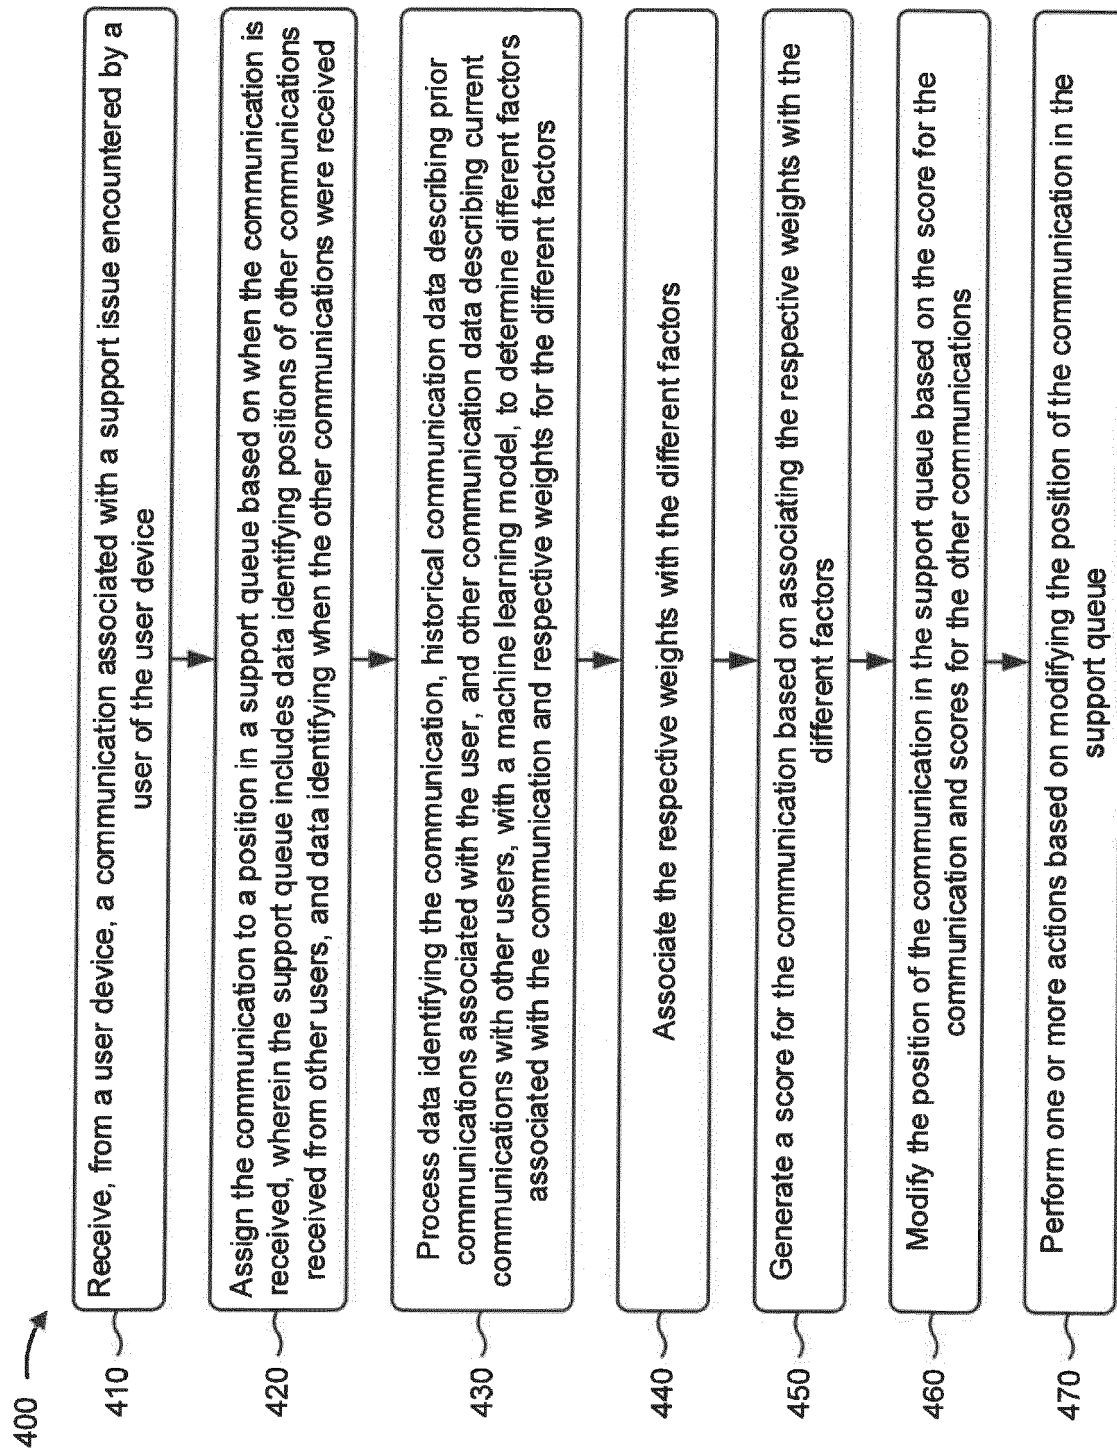 400
410
Receive, from a user device, a communication associated with a support issue encountered by a
user of the user device
420
Assign the communication to a position in a support queue based on when the communication is
received, wherein the support queue includes data identifying positions of other communications
received from other users, and data identifying when the other communications were received
430
Process data identifying the communication, historical communication data describing prior
communications associated with the user, and other communication data describing current
communications with other users, with a machine learning model, to determine different factors
associated with the communication and respective weights for the different factors
440
Associate the respective weights with the different factors
450
Generate a score for the communication based on associating the respective weights with the
different factors
460
Modify the position of the communication in the support queue based on the score for the
communication and scores for the other communications
470
Perform one or more actions based on modifying the position of the communication in the
support queue